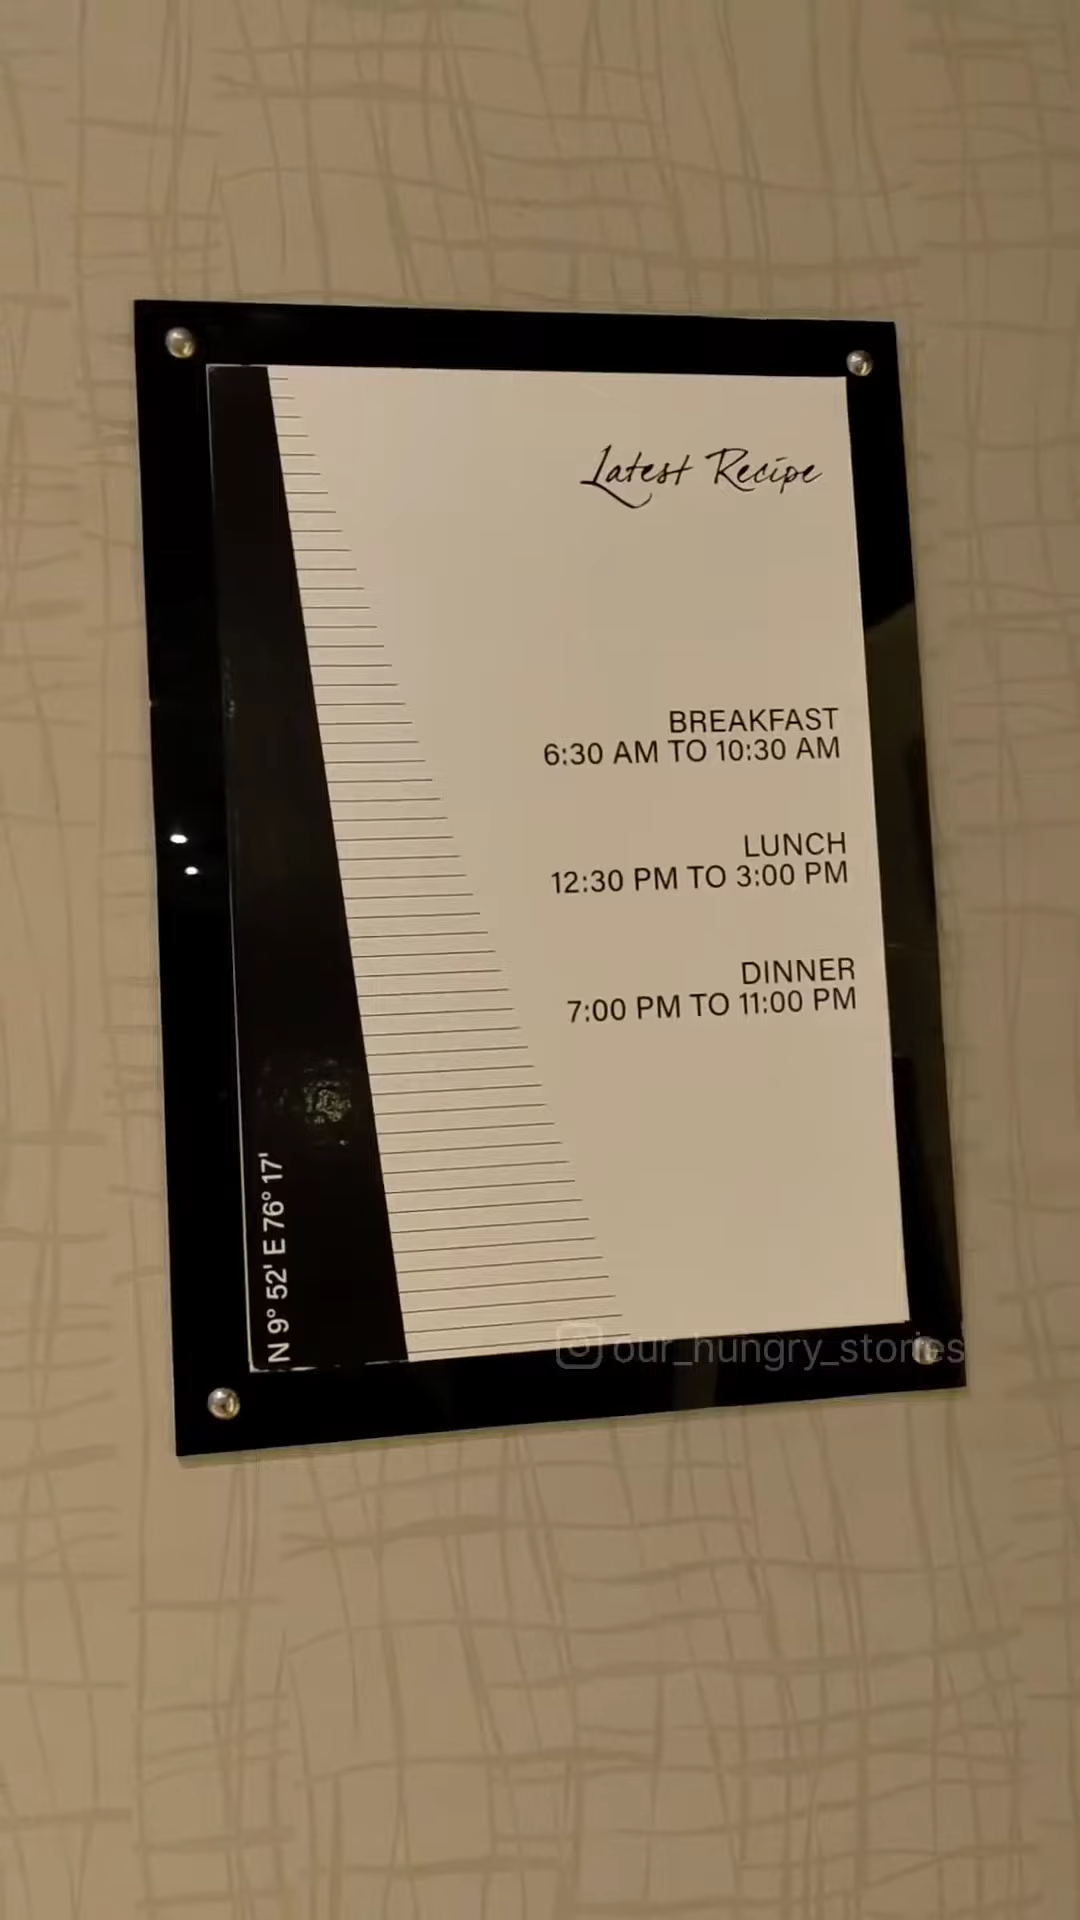 Latest Recipe
BREAKFAST
6:30 AM TO 10:30 AM
LUNCH
12:30 PM TO 3:00 PM
DINNER
7:00 PM TO 11:00 PM
N 9° 52' E 76° 17'
our_hungry_stories